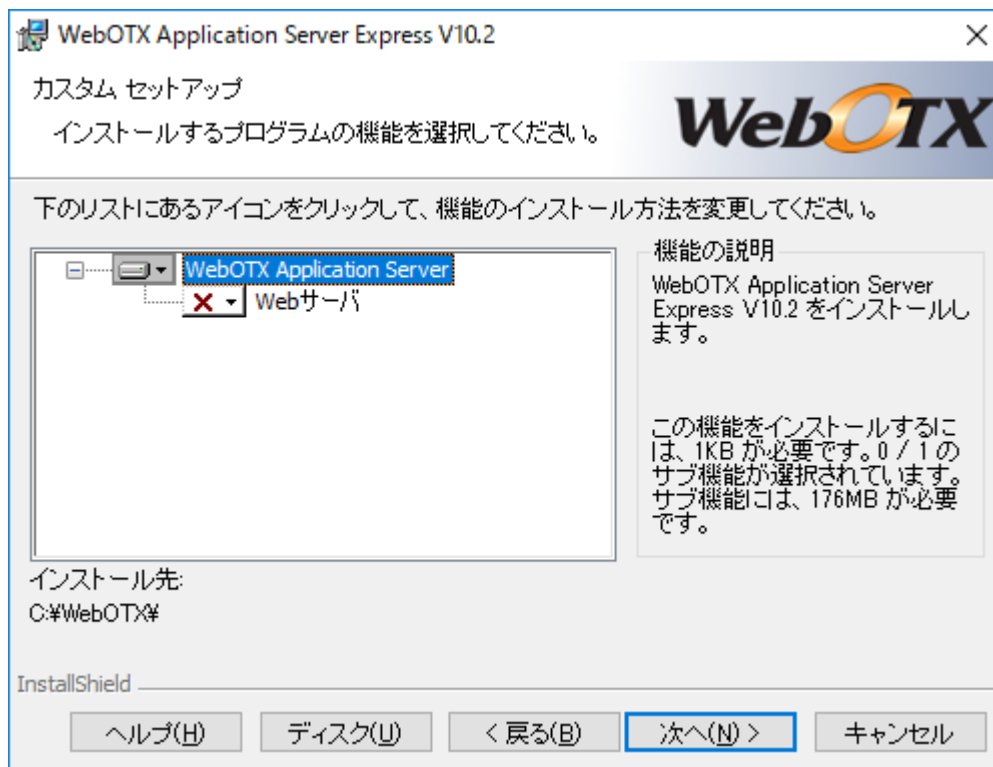 WebOTX Application Server Express V10.2
カスタム セットアップ
インストールするプログラムの機能を選択してください。
WebOTX
下のリストにあるアイコンをクリックして、機能のインストール方法を変更してください。
WebOTX Application Server
Webサーバ
機能の説明
WebOTX Application Server
Express V10.2 をインストールし
ます。
この機能をインストールするに
は、1KB が必要です。0 / 1 の
サブ機能が選択されています。
サブ機能には、176MB が必要
です。
インストール先:
C:¥WebOTX¥
InstallShield
ヘルプ(H)
ディスク(U)
< 戻る(B)
次へ(N) >
キャンセル